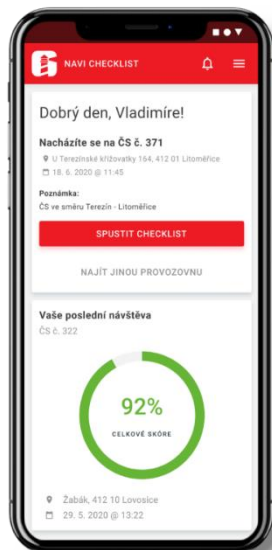 NAVI CHECKLIST
Dobrý den, Vladimíre!
Nacházíte se na ČS č. 371
U Terezínské křižovatky 164, 412 01 Litoměřice
18. 6. 2020 @ 11:45
Poznámka:
ČS ve směru Terezín - Litoměřice
SPUSTIT CHECKLIST
NAJÍT JINOU PROVOZOVNU
Vaše poslední návštěva
ČS č. 322
92%
CELKOVÉ SKÓRE
Žabák, 412 10 Lovosice
29. 5. 2020 @ 13:22